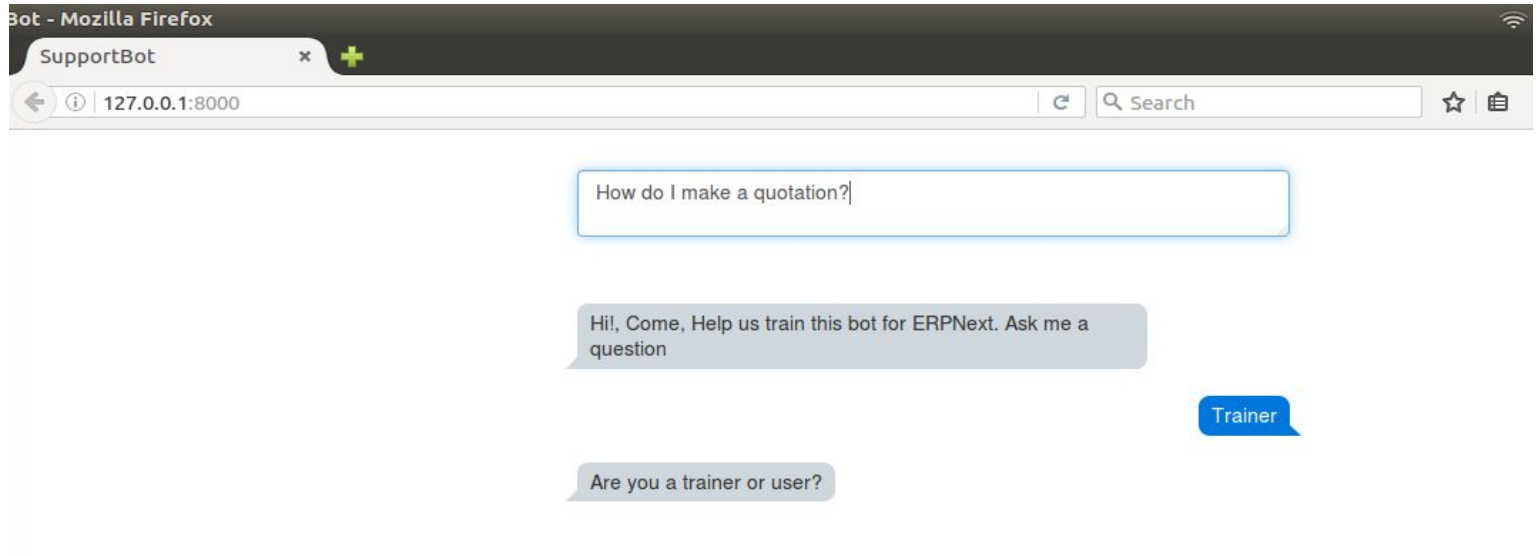 Bot - Mozilla Firefox
SupportBot
127.0.0.1:8000
Search
How do I make a quotation?
Hi!, Come, Help us train this bot for ERPNext. Ask me a
question
Trainer
Are you a trainer or user?